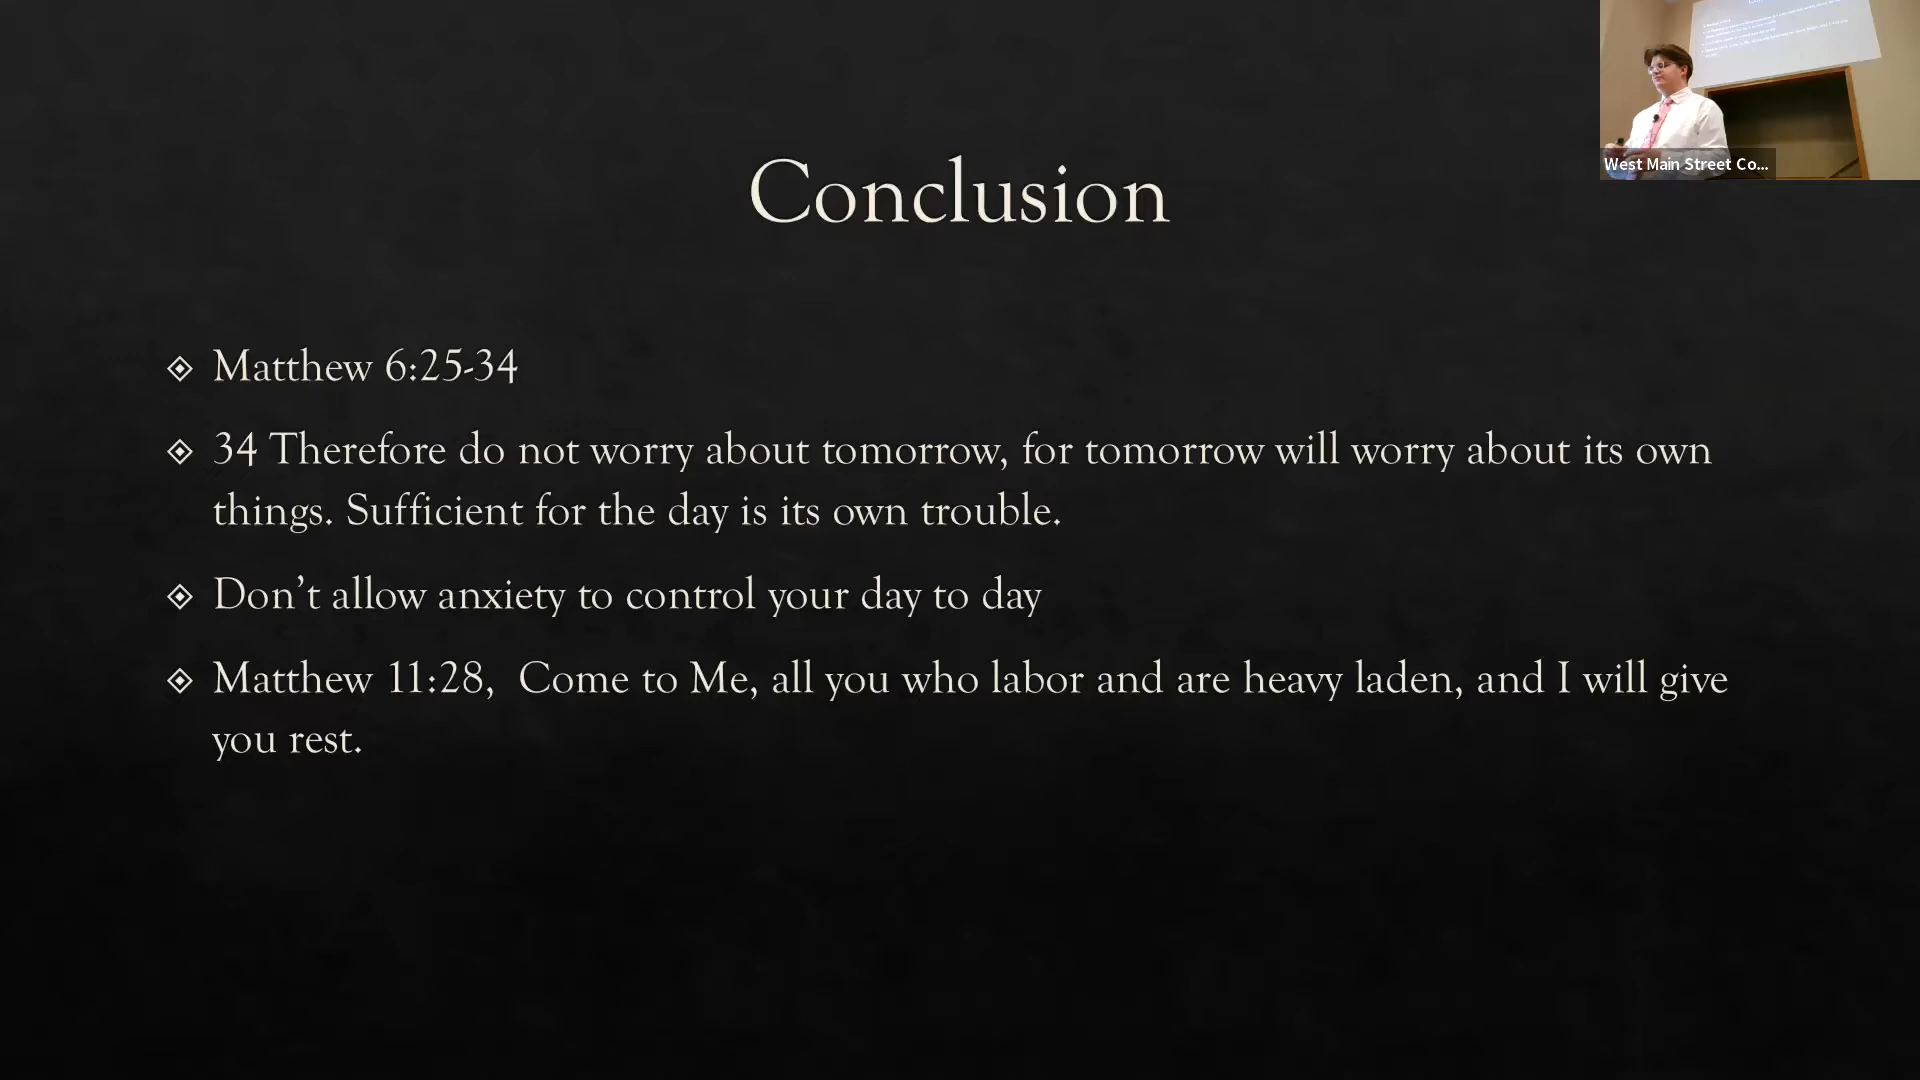 West Main Street Co...
Conclusion
Matthew 6:25-34
34 Therefore do not worry about tomorrow, for tomorrow will worry about its own
things. Sufficient for the day is its own trouble.
Don’t allow anxiety to control your day to day
Matthew 11:28,  Come to Me, all you who labor and are heavy laden, and I will give
you rest.